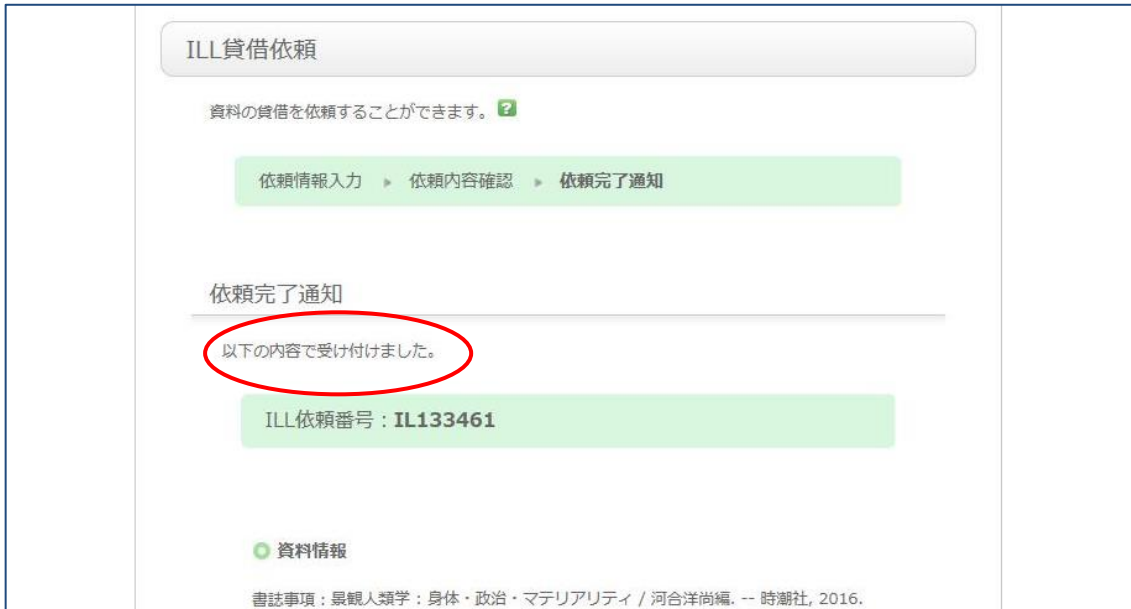 ILL貸借依頼
資料の貸借を依頼することができます。 ?
依頼情報入力 ▶ 依頼内容確認 ▶ 依頼完了通知
依頼完了通知
以下の内容で受け付けました。
ILL依頼番号：IL133461
資料情報
書誌事項：景観人類学：身体・政治・マテリアリティ / 河合洋尚編. -- 時潮社, 2016.